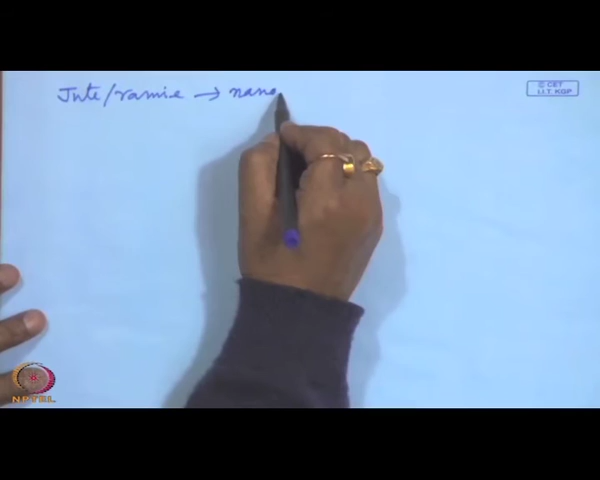 Jute/ramie → nano
© CET
I.I.T. KGP
NPTEL